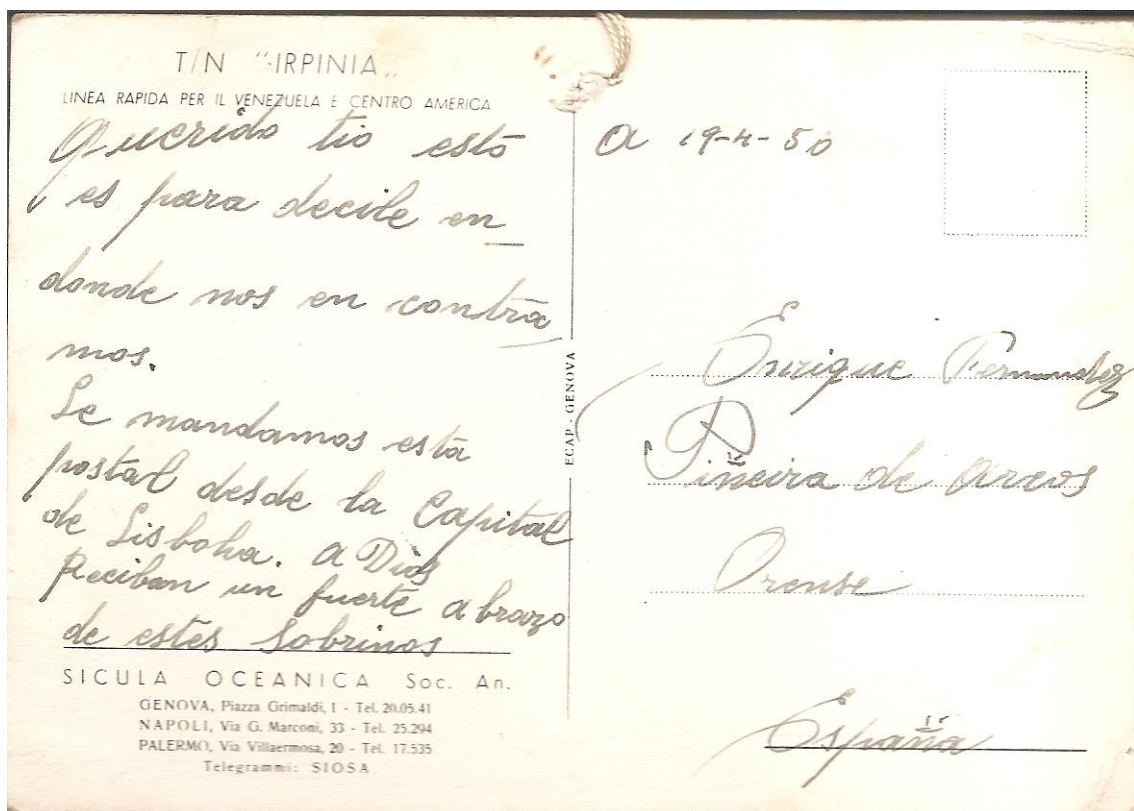 T/N "IRPINIA"
LINEA RAPIDA PER IL VENEZUELA E CENTRO AMERICA
Querido tio esto
es para decile en
donde nos en contra
mos.
Le mandamos esta
postal desde la Capital
de Lisboha. a Dios
Reciban un fuerte abrazo
de estes Sobrinos
SICULA OCEANICA Soc. An.
GENOVA, Piazza Grimaldi, 1 - Tel. 20.05.41
NAPOLI, Via G. Marconi, 33 - Tel. 25.294
PALERMO, Via Villaermosa, 20 - Tel. 17.535
Telegrammi: SIOSA
ECAP - GENOVA
a 19-4-50
Enrique Fernandez
Piñeira de Arcos
Orense
España